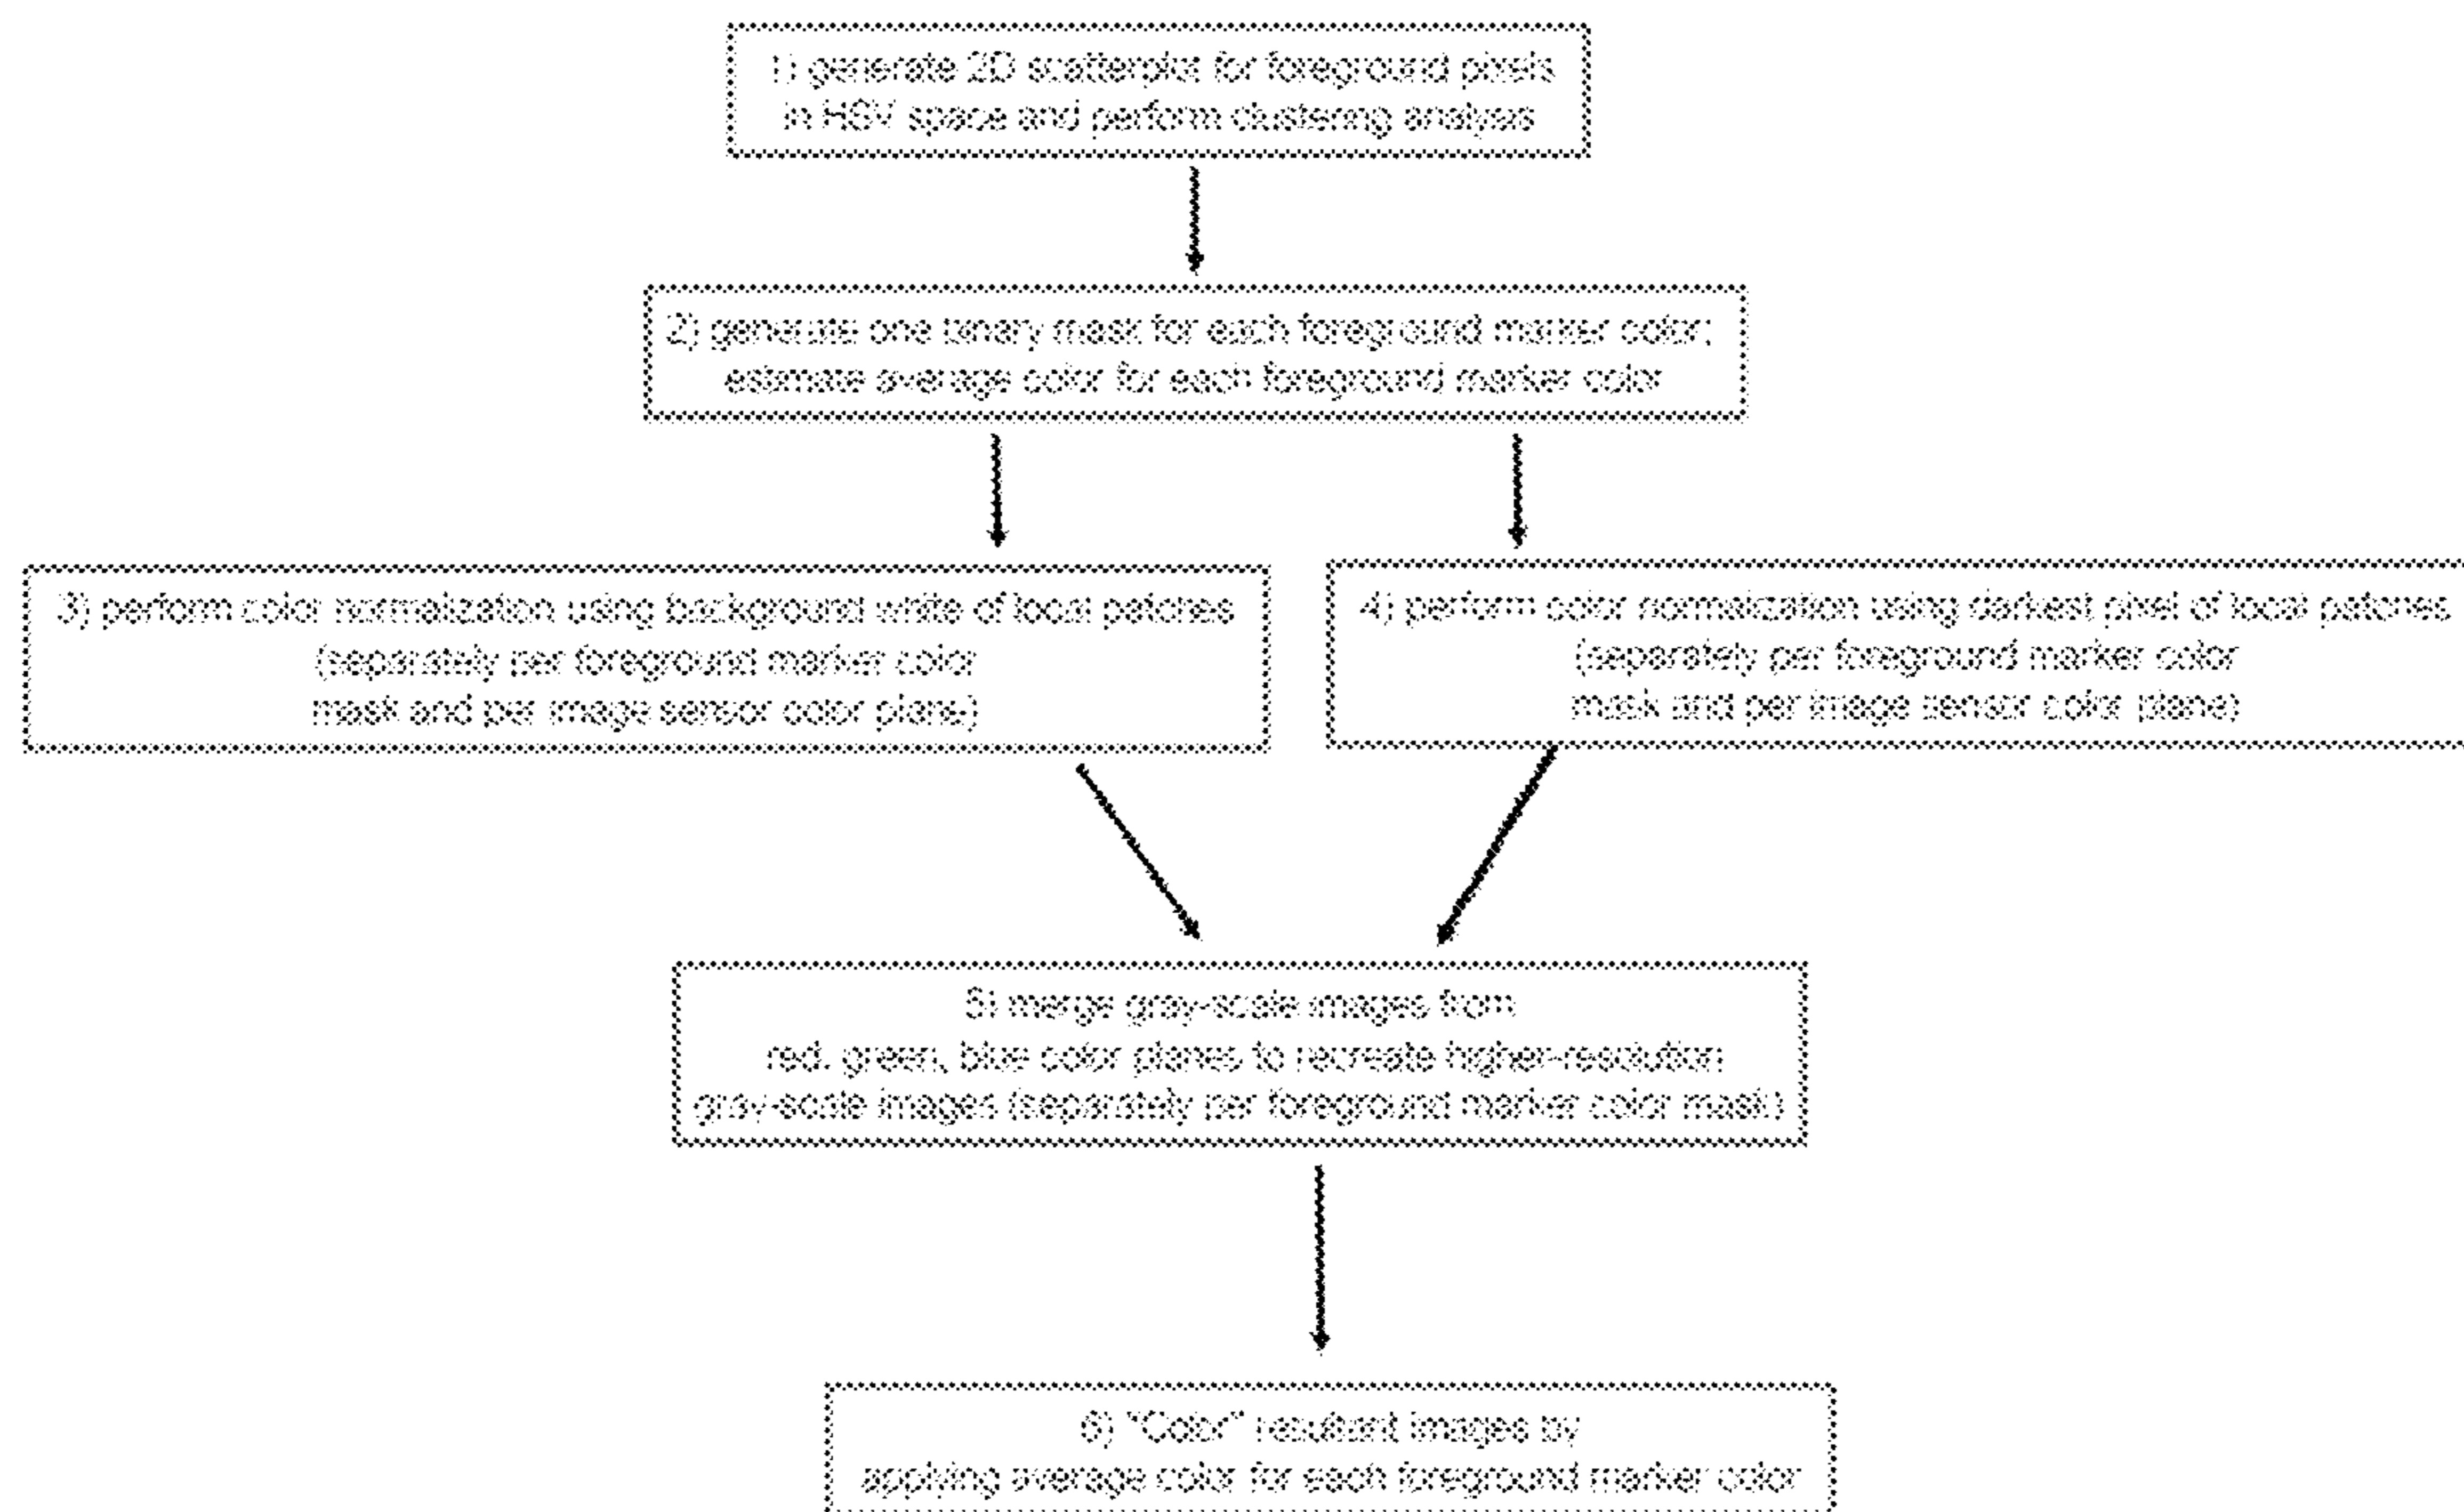 1) generate 2D scatterplot for foreground pixels
in HSV space and perform clustering analysis
2) generate one binary mask for each foreground marker color;
estimate average color for each foreground marker color
3) perform color normalization using background white of local patches
(separately per foreground marker color
mask and per image sensor color plane)
4) perform color normalization using darkest pixel of local patches
(separately per foreground marker color
mask and per image sensor color plane)
5) merge gray-scale images from
red, green, blue color planes to recreate higher-resolution
gray-scale images (separately per foreground marker color mask)
6) "Color" resultant images by
applying average color for each foreground marker color